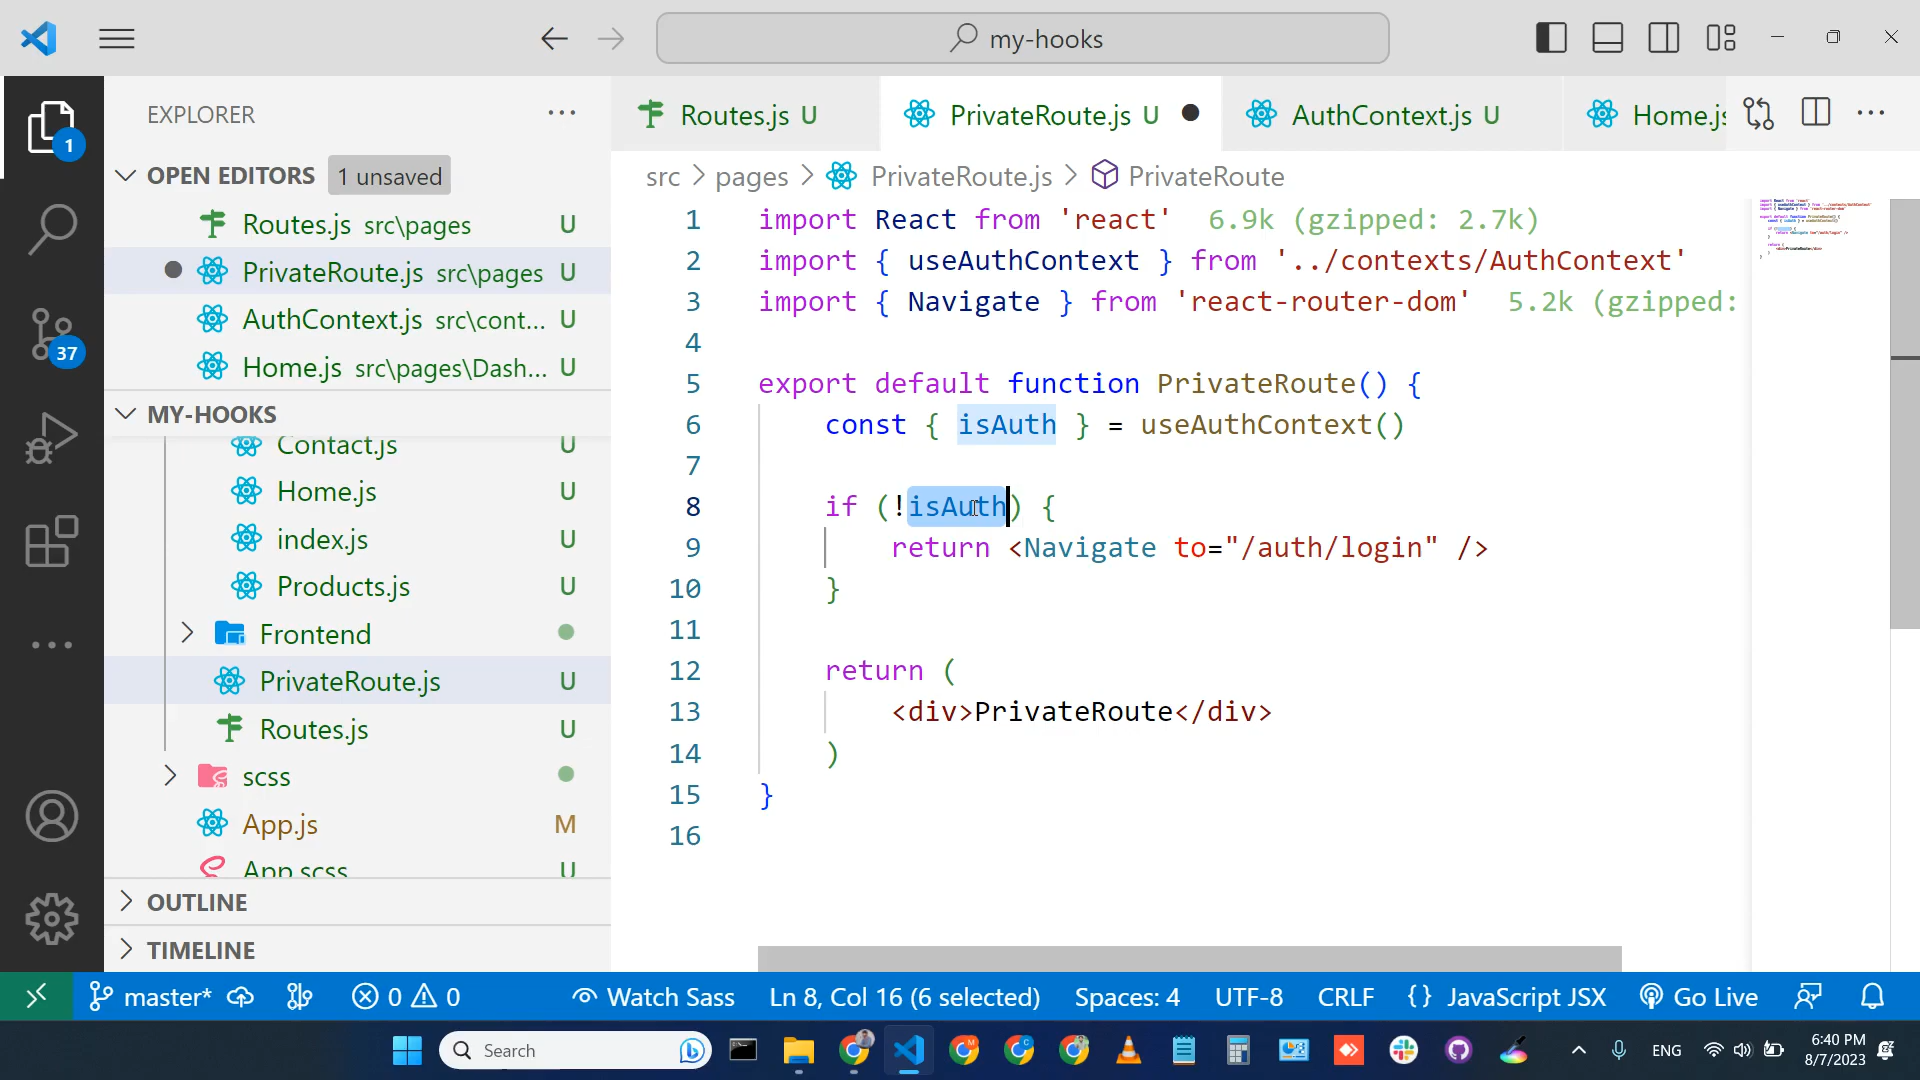 my-hooks
EXPLORER
OPEN EDITORS
1 unsaved
Routes.js src\pages U
PrivateRoute.js src\pages U
AuthContext.js src\cont... U
Home.js src\pages\Dash... U
MY-HOOKS
Contact.js U
Home.js U
index.js U
Products.js U
Frontend
PrivateRoute.js U
Routes.js U
scss
App.js M
App.scss U
OUTLINE
TIMELINE
1
37
Routes.js U
PrivateRoute.js U
AuthContext.js U
Home.js
src > pages > PrivateRoute.js > PrivateRoute
1 import React from 'react' 6.9k (gzipped: 2.7k)
2 import { useAuthContext } from '../contexts/AuthContext'
3 import { Navigate } from 'react-router-dom' 5.2k (gzipped:
4
5 export default function PrivateRoute() {
6 const { isAuth } = useAuthContext()
7
8 if (!isAuth) {
9 return <Navigate to="/auth/login" />
10 }
11
12 return (
13 <div>PrivateRoute</div>
14 )
15 }
16
master* 0 0 Watch Sass Ln 8, Col 16 (6 selected) Spaces: 4 UTF-8 CRLF {} JavaScript JSX Go Live
Search
ENG
6:40 PM
8/7/2023